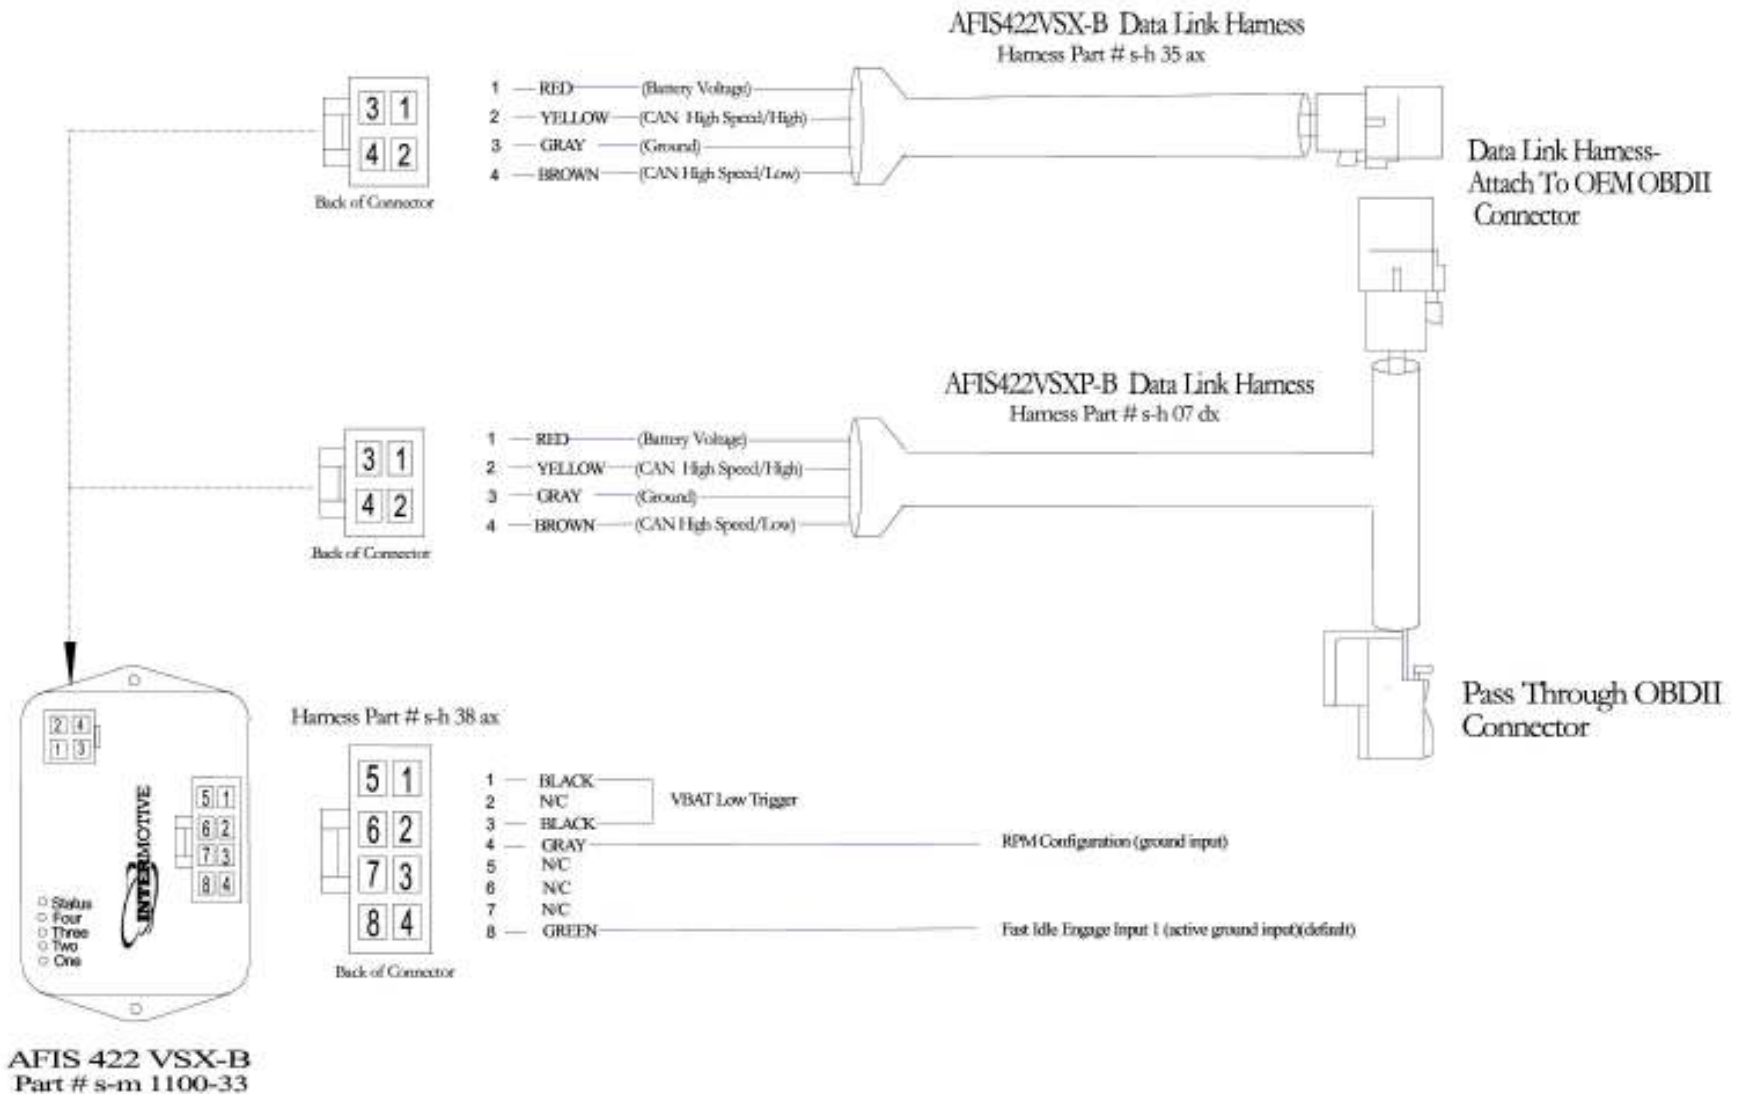 AFIS422VSX-B Data Link Harness
Harness Part # s-h 35 ax
3 1
4 2
Back of Connector
1 RED (Battery Voltage)
2 YELLOW (CAN High Speed/High)
3 GRAY (Ground)
4 BROWN (CAN High Speed/Low)
Data Link Harness-
Attach To OEM OBDII
Connector
AFIS422VSXP-B Data Link Harness
Harness Part # s-h 07 dx
3 1
4 2
Back of Connector
1 RED (Battery Voltage)
2 YELLOW (CAN High Speed/High)
3 GRAY (Ground)
4 BROWN (CAN High Speed/Low)
Pass Through OBDII
Connector
2 4
1 3
5 1
6 2
7 3
8 4
INTERMOTIVE
Status
Four
Three
Two
One
AFIS 422 VSX-B
Part # s-m 1100-33
Harness Part # s-h 38 ax
5 1
6 2
7 3
8 4
Back of Connector
1 BLACK
2 N/C
3 BLACK
VBAT Low Trigger
4 GRAY RPM Configuration (ground input)
5 N/C
6 N/C
7 N/C
8 GREEN Fast Idle Engage Input 1 (active ground input)(default)